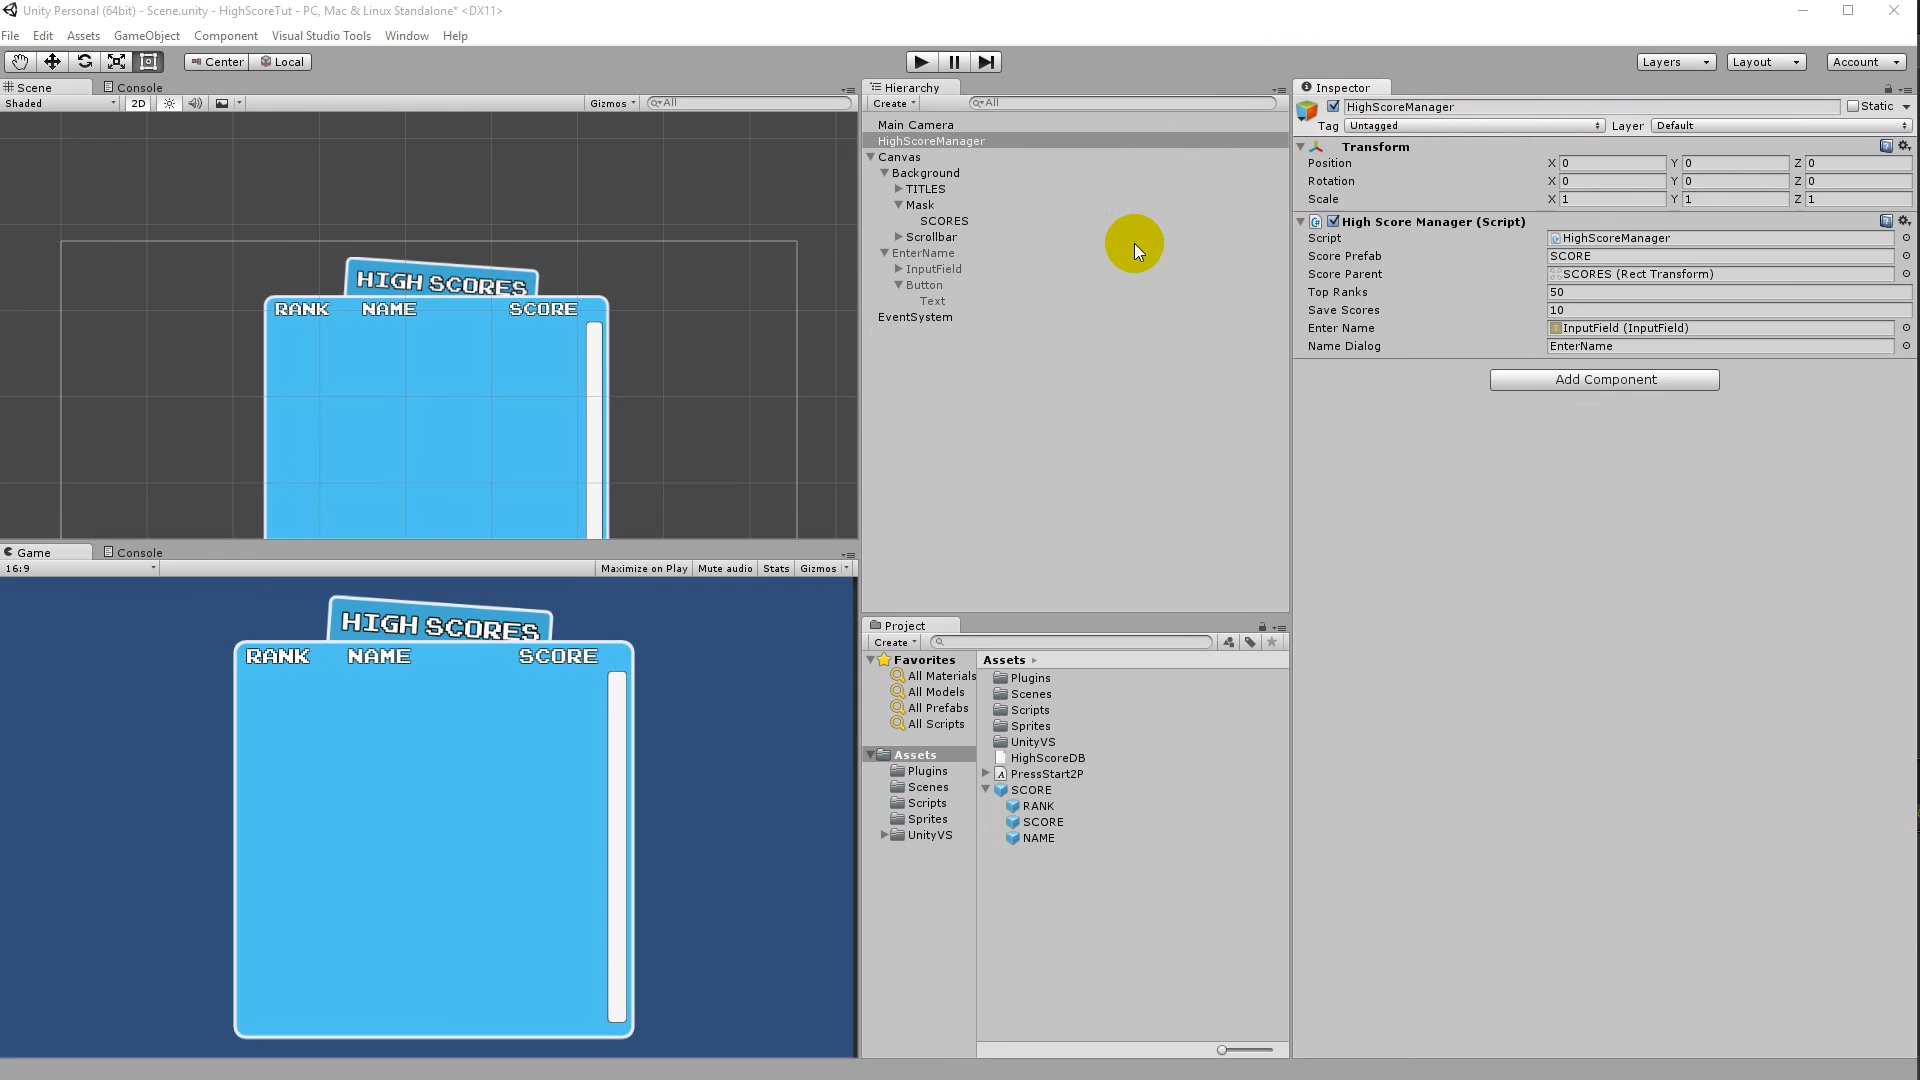 Unity Personal (64bit) - Scene.unity - HighScoreTut - PC, Mac & Linux Standalone* <DX11>
File Edit Assets GameObject Component Visual Studio Tools Window Help
Center Local
Layers Layout Account
Scene Console
Shaded 2D Gizmos All
HIGH SCORES
RANK NAME SCORE
Game Console
16:9 Maximize on Play Mute audio Stats Gizmos
HIGH SCORES
RANK NAME SCORE
Hierarchy
Create All
Main Camera
HighScoreManager
Canvas
Background
TITLES
Mask
SCORES
Scrollbar
EnterName
InputField
Button
Text
EventSystem
Project
Create
Favorites
All Materials
All Models
All Prefabs
All Scripts
Assets
Plugins
Scenes
Scripts
Sprites
UnityVS
Assets
Plugins
Scenes
Scripts
Sprites
UnityVS
HighScoreDB
PressStart2P
SCORE
RANK
SCORE
NAME
Inspector
HighScoreManager Static
Tag Untagged Layer Default
Transform
Position X 0 Y 0 Z 0
Rotation X 0 Y 0 Z 0
Scale X 1 Y 1 Z 1
High Score Manager (Script)
Script HighScoreManager
Score Prefab SCORE
Score Parent SCORES (Rect Transform)
Top Ranks 50
Save Scores 10
Enter Name InputField (InputField)
Name Dialog EnterName
Add Component